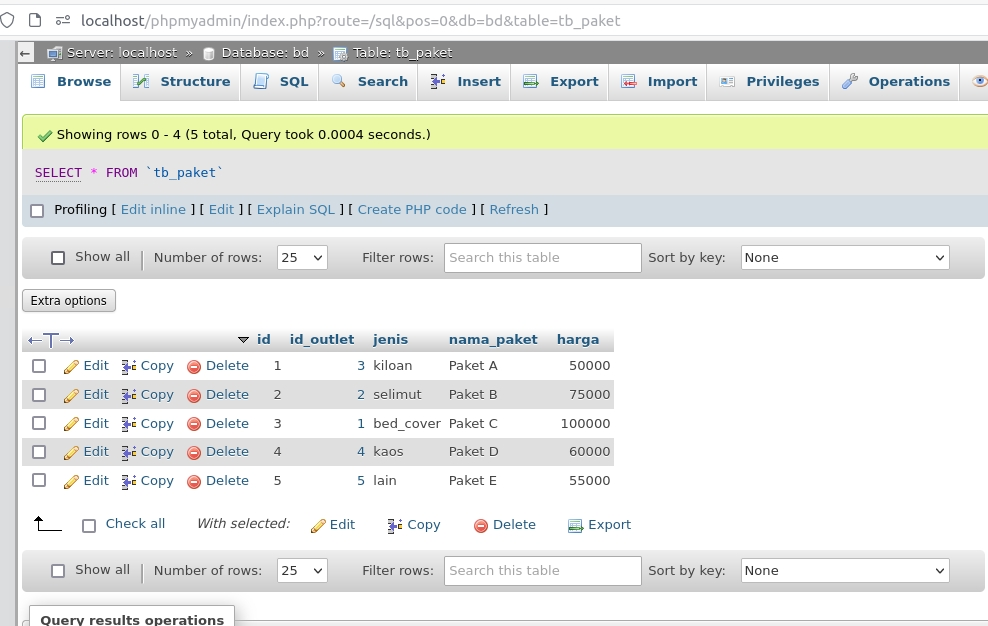 localhost/phpmyadmin/index.php?route=/sql&pos=0&db=bd&table=tb_paket
← Server: localhost » Database: bd » Table: tb_paket
Browse Structure SQL Search Insert Export Import Privileges Operations
Showing rows 0 - 4 (5 total, Query took 0.0004 seconds.)
SELECT * FROM `tb_paket`
Profiling [ Edit inline ] [ Edit ] [ Explain SQL ] [ Create PHP code ] [ Refresh ]
Show all | Number of rows: 25 Filter rows: Search this table Sort by key: None
Extra options
←T→ id id_outlet jenis nama_paket harga
Edit Copy Delete 1 3 kiloan Paket A 50000
Edit Copy Delete 2 2 selimut Paket B 75000
Edit Copy Delete 3 1 bed_cover Paket C 100000
Edit Copy Delete 4 4 kaos Paket D 60000
Edit Copy Delete 5 5 lain Paket E 55000
Check all With selected: Edit Copy Delete Export
Show all | Number of rows: 25 Filter rows: Search this table Sort by key: None
Query results operations